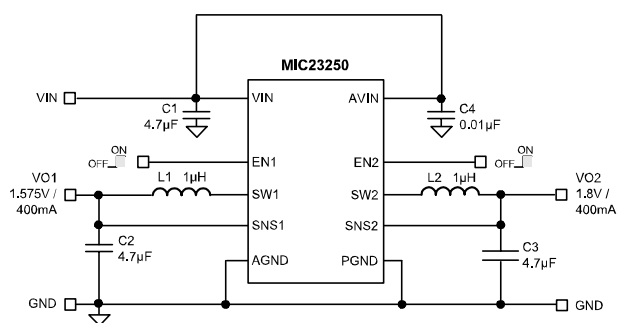 MIC23250
VIN
C1
4.7µF
VIN
AVIN
C4
0.01µF
ON
OFF
EN1
EN2
ON
OFF
VO1
1.575V /
400mA
L1 1µH
SW1
SW2
L2 1µH
VO2
1.8V /
400mA
SNS1
SNS2
C2
4.7µF
C3
4.7µF
AGND
PGND
GND
GND